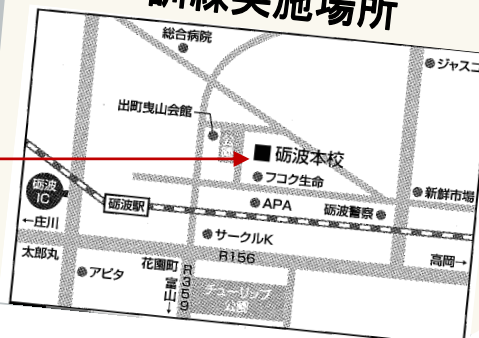 訓練実施場所
総合病院
ジャスコ
出町曳山会館
公園
砺波本校
フコク生命
新鮮市場
砺波IC
砺波駅
APA
砺波警察
←庄川
サークルK
太郎丸
R156
高岡→
アピタ
花園町
R359
富山↓
チューリップ公園